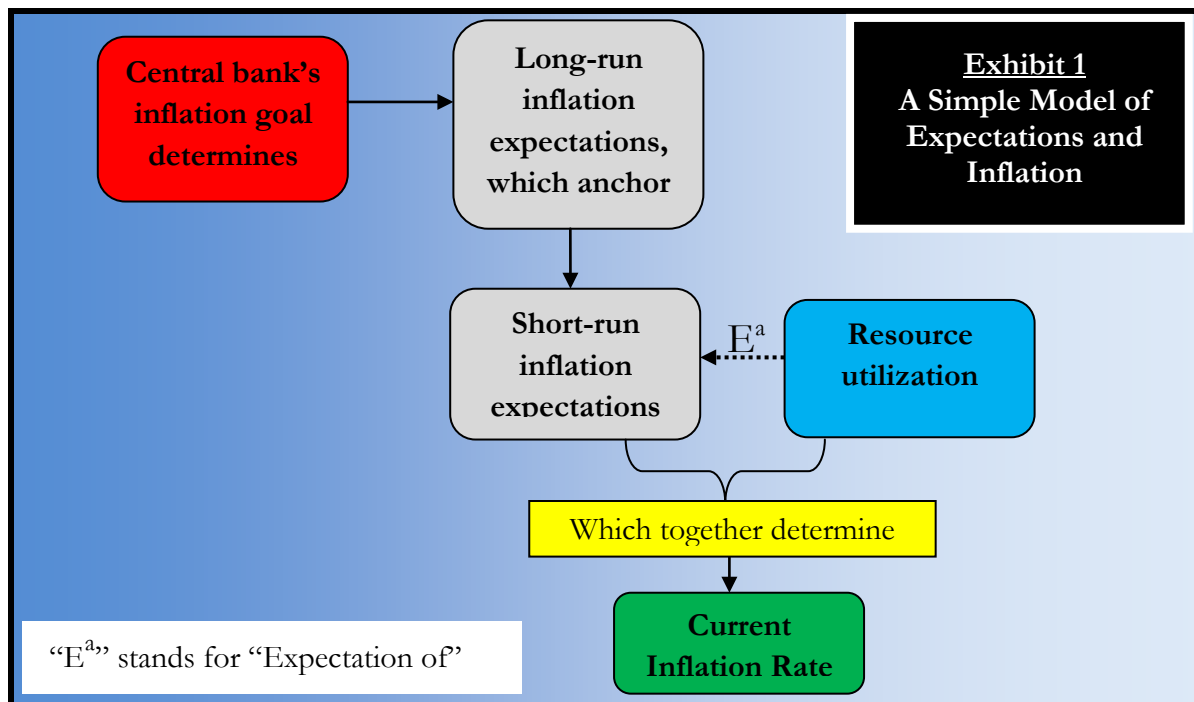 Central bank's
inflation goal
determines
Long-run
inflation
expectations,
which anchor
Exhibit 1
A Simple Model of
Expectations and
Inflation
Short-run
inflation
expectations
Eª
Resource
utilization
Which together determine
Current
Inflation Rate
“Eª” stands for “Expectation of”